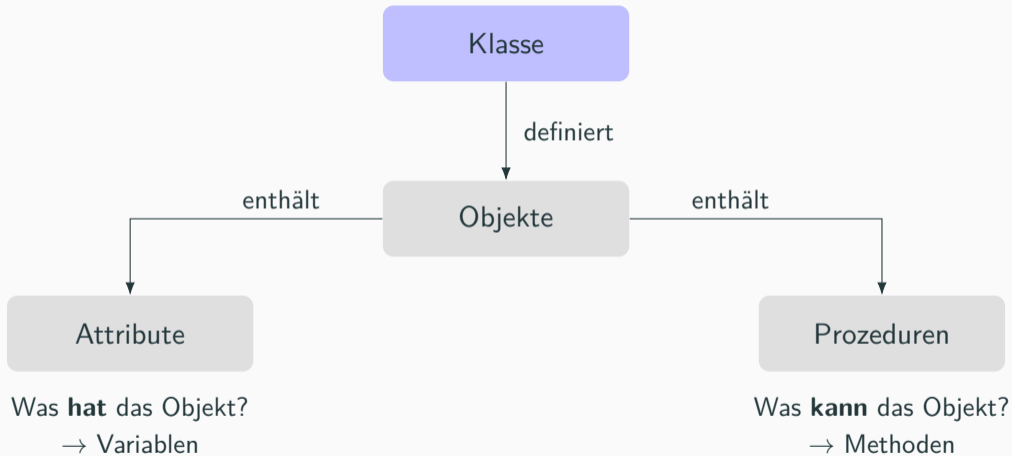 Klasse
definiert
enthält
Objekte
enthält
Attribute
Prozeduren
Was hat das Objekt?
→ Variablen
Was kann das Objekt?
→ Methoden